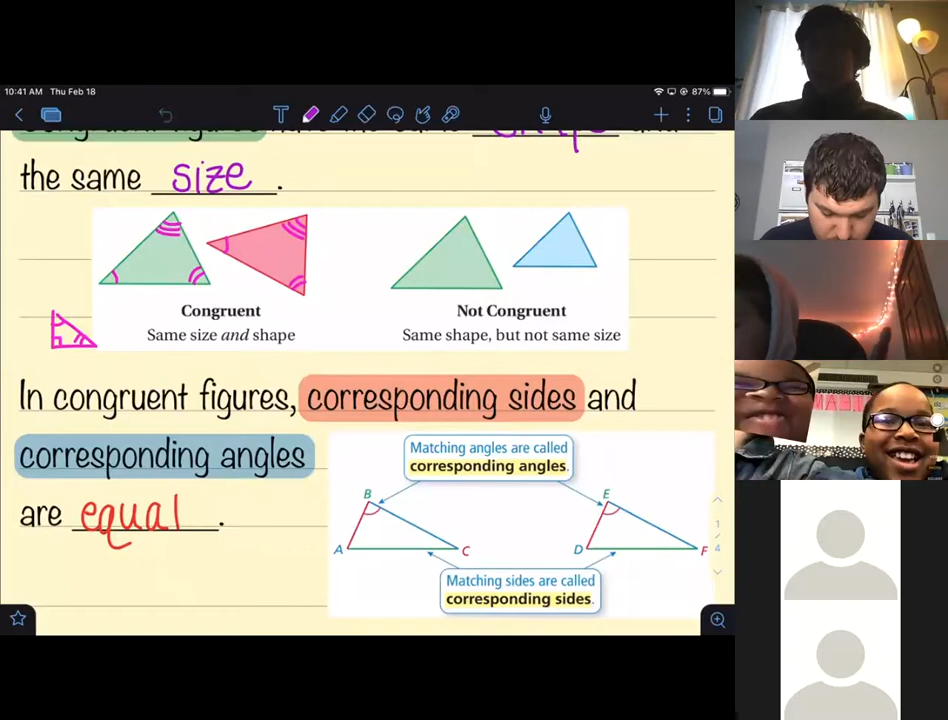 10:41 AM Thu Feb 18
87%
the same size.
Congruent
Same size and shape
Not Congruent
Same shape, but not same size
In congruent figures, corresponding sides and
corresponding angles
are equal.
Matching angles are called
corresponding angles.
B
A
C
E
D
F
Matching sides are called
corresponding sides.
1
/
4